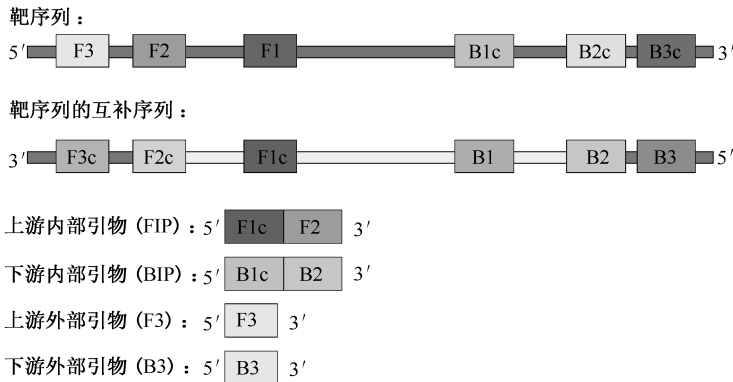 靶序列：
5′ F3 F2 F1 B1c B2c B3c 3′
靶序列的互补序列：
3′ F3c F2c F1c B1 B2 B3 5′
上游内部引物 (FIP)：5′ F1c F2 3′
下游内部引物 (BIP)：5′ B1c B2 3′
上游外部引物 (F3)：5′ F3 3′
下游外部引物 (B3)：5′ B3 3′